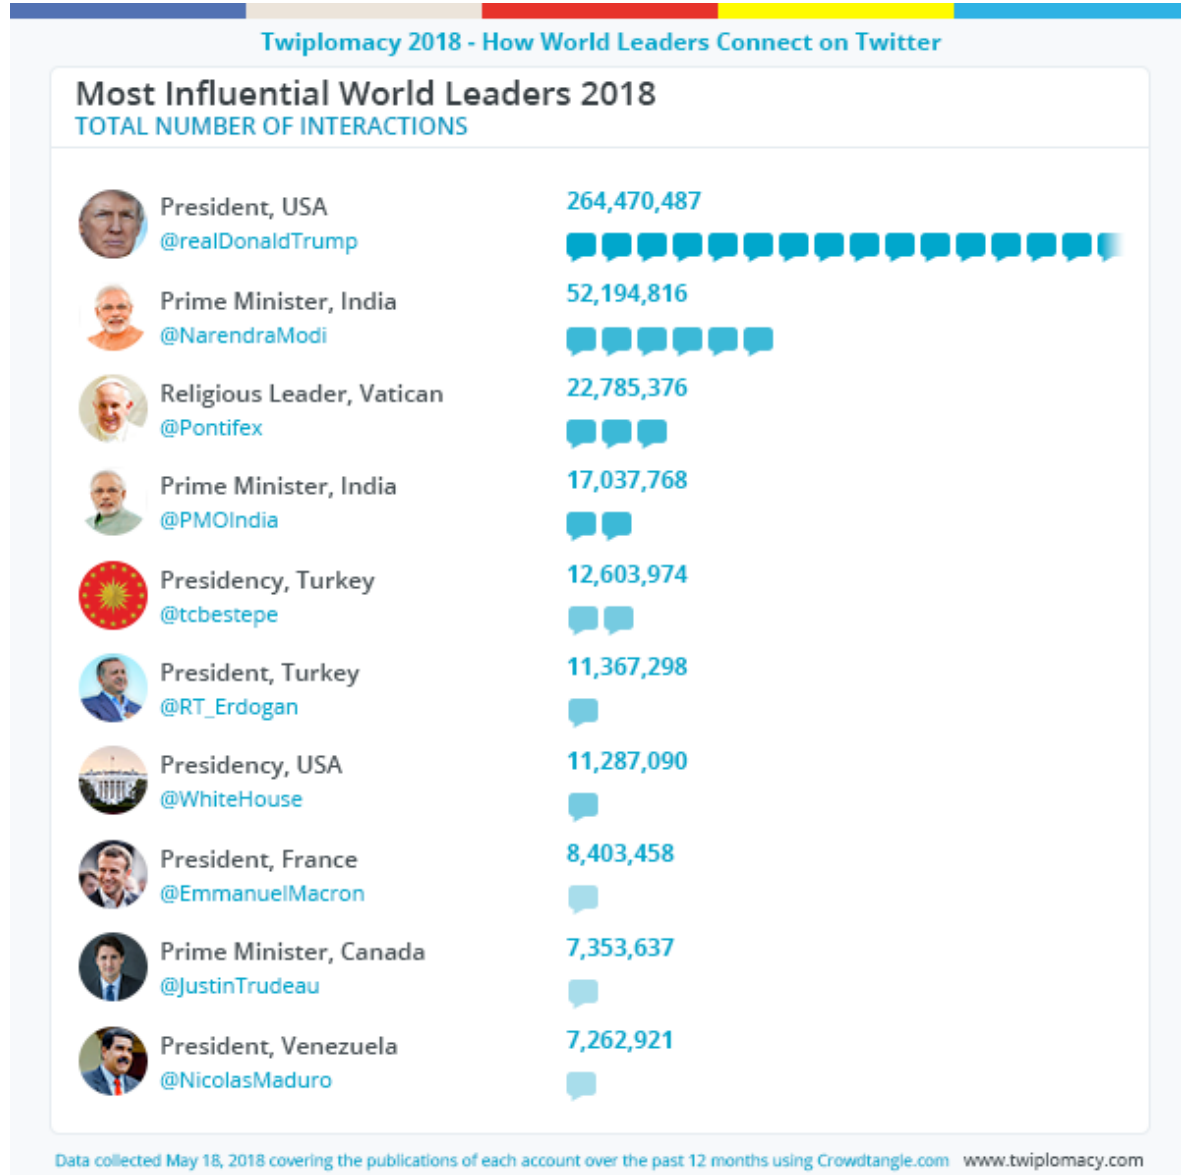 Twiplomacy 2018 - How World Leaders Connect on Twitter
Most Influential World Leaders 2018
TOTAL NUMBER OF INTERACTIONS
President, USA
264,470,487
@realDonaldTrump
Prime Minister, India
52,194,816
@NarendraModi
Religious Leader, Vatican
22,785,376
@Pontifex
Prime Minister, India
17,037,768
@PMOIndia
Presidency, Turkey
12,603,974
@tcbestepe
President, Turkey
11,367,298
@RT_Erdogan
Presidency, USA
11,287,090
@WhiteHouse
President, France
8,403,458
@EmmanuelMacron
Prime Minister, Canada
7,353,637
@JustinTrudeau
President, Venezuela
7,262,921
@NicolasMaduro
Data collected May 18, 2018 covering the publications of each account over the past 12 months using Crowdtangle.com www.twiplomacy.com